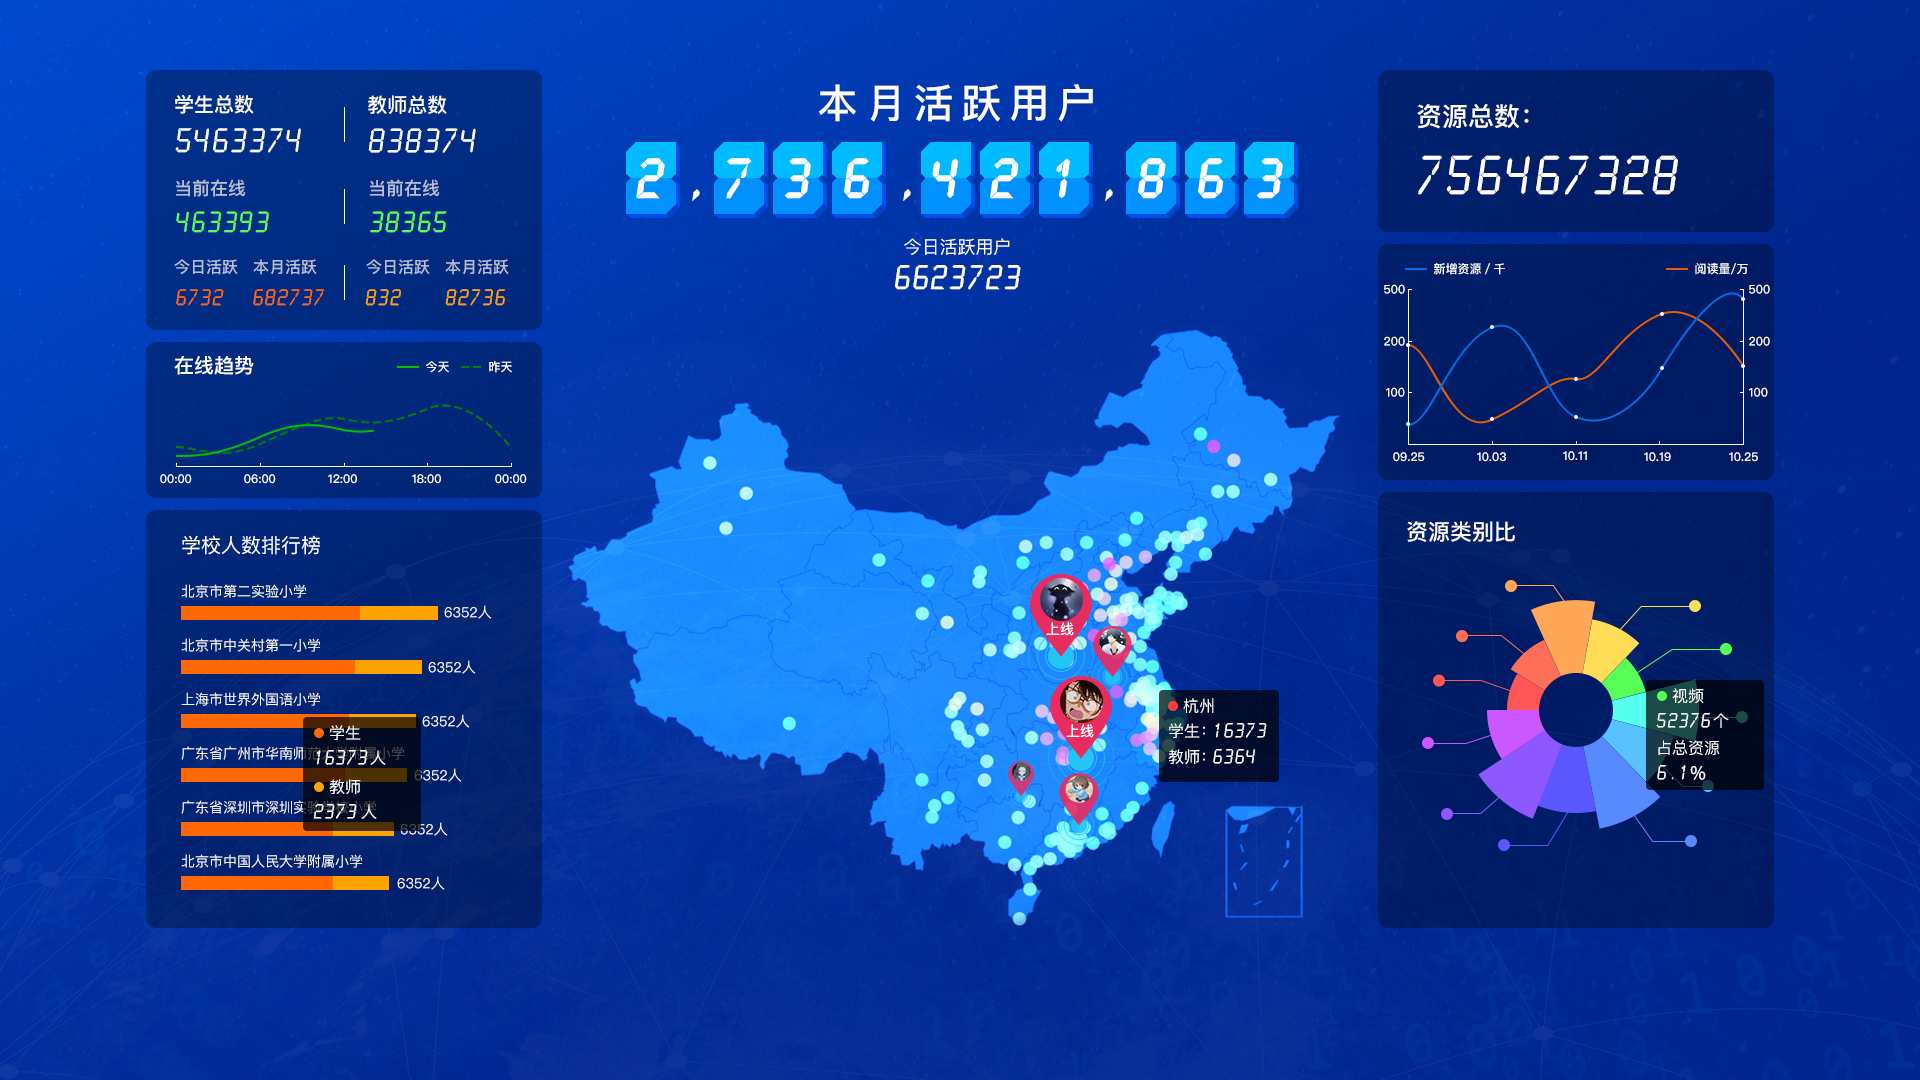 本月活跃用户
2,736,421,863
今日活跃用户
6623723
学生总数 教师总数
5463374 838374
当前在线 当前在线
463393 38365
今日活跃 本月活跃 今日活跃 本月活跃
6732 682737 832 82736
在线趋势 今天 昨天
00:00 06:00 12:00 18:00 00:00
学校人数排行榜
北京市第二实验小学
6352人
北京市中关村第一小学
6352人
上海市世界外国语小学
6352人
广东省广州市华南师范大学附属小学
6352人
广东省深圳市深圳实验学校小学
6352人
北京市中国人民大学附属小学
6352人
学生
16373人
教师
2373人
上线
上线
杭州
学生: 16373
教师: 6364
资源总数:
756467328
新增资源 / 千 阅读量/万
500 500
200 200
100 100
09.25 10.03 10.11 10.19 10.25
资源类别比
视频
52376个
占总资源
6.1%